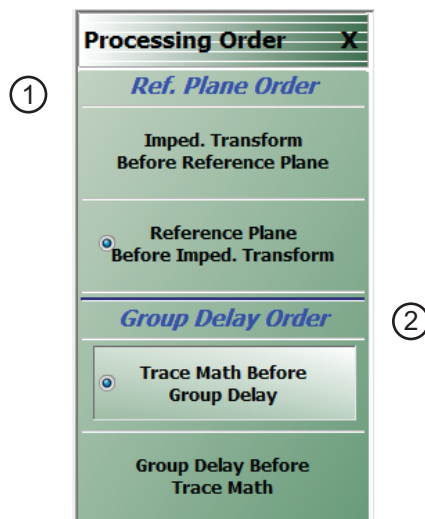 Processing Order X
1
Ref. Plane Order
Imped. Transform
Before Reference Plane
Reference Plane
Before Imped. Transform
Group Delay Order
2
Trace Math Before
Group Delay
Group Delay Before
Trace Math